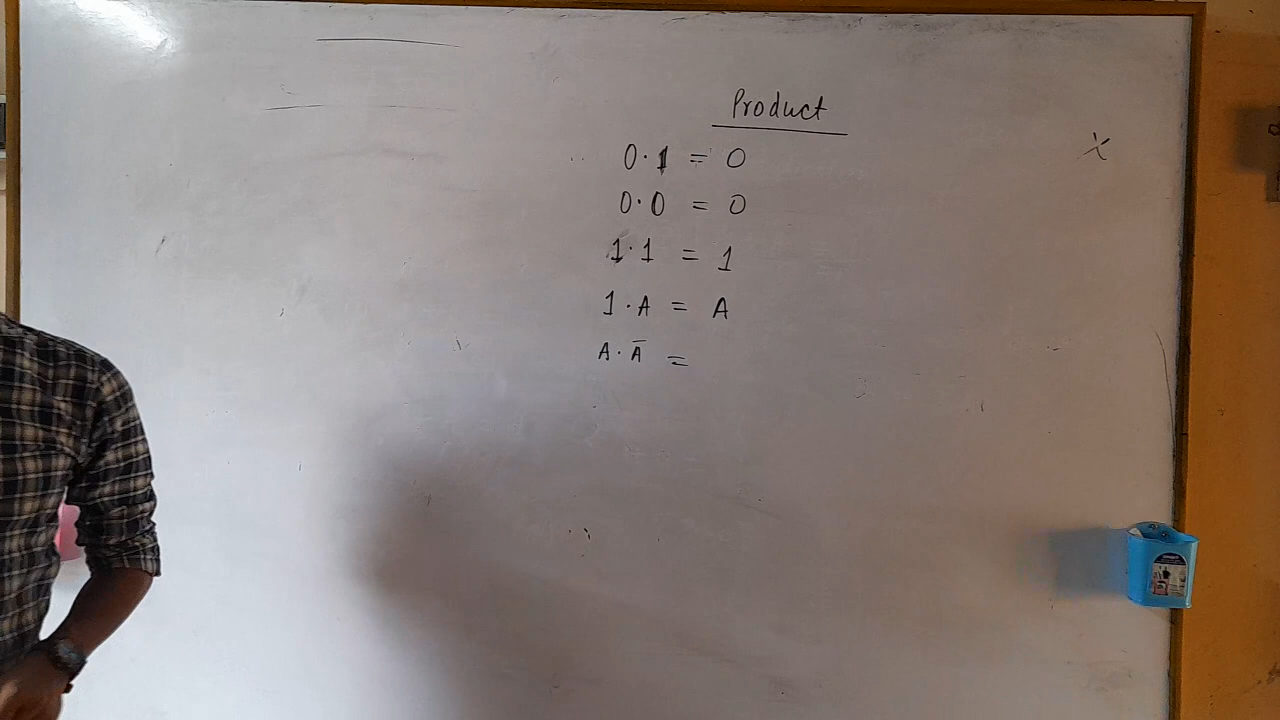 Product
0·1 = 0
0·0 = 0
1·1 = 1
1·A = A
A·Ā =